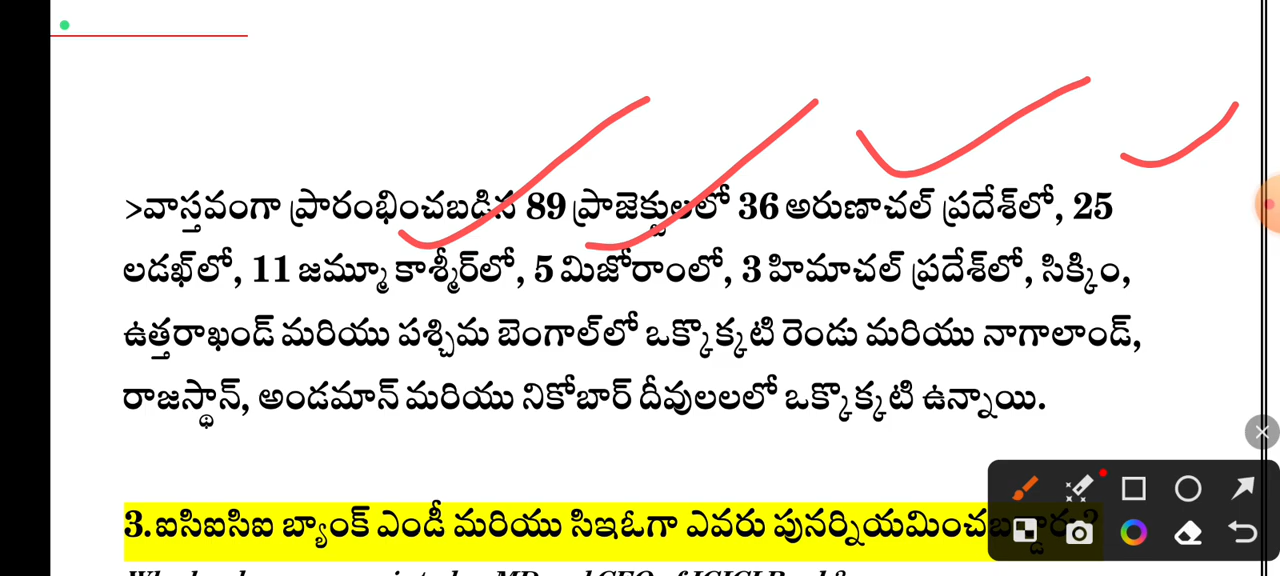 >వాస్తవంగా ప్రారంభించబడిన 89 ప్రాజెక్టులలో 36 అరుణాచల్ ప్రదేశ్‌లో, 25
లడఖ్‌లో, 11 జమ్మూ కాశ్మీర్‌లో, 5 మిజోరాంలో, 3 హిమాచల్ ప్రదేశ్‌లో, సిక్కిం,
ఉత్తరాఖండ్ మరియు పశ్చిమ బెంగాల్‌లో ఒక్కొక్కటి రెండు మరియు నాగాలాండ్,
రాజస్థాన్, అండమాన్ మరియు నికోబార్ దీవులలలో ఒక్కొక్కటి ఉన్నాయి.
3.ఐసిఐసిఐ బ్యాంక్ ఎండీ మరియు సిఇఓగా ఎవరు పునర్నియమించబడ్డారు?